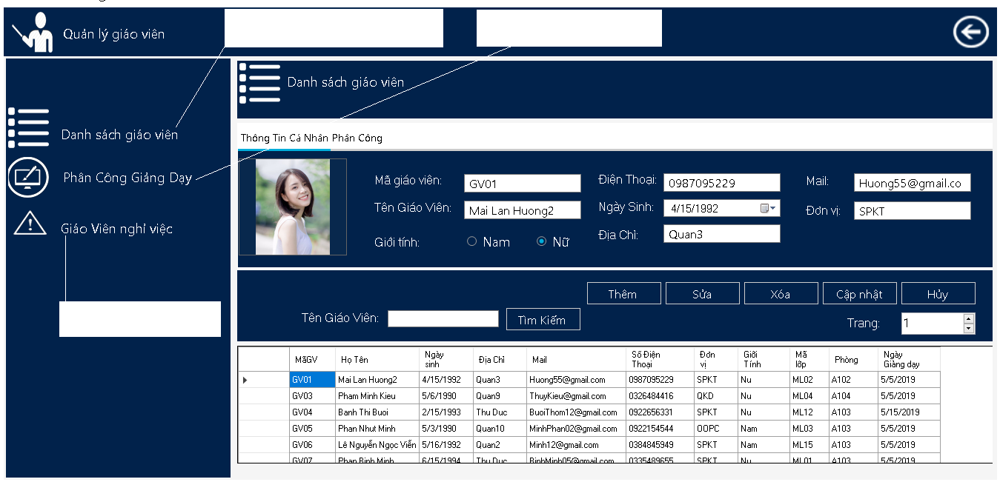 Quản lý giáo viên
Danh sách giáo viên
Phân Công Giảng Dạy
Giáo Viên nghỉ việc
Danh sách giáo viên
Thông Tin Cá Nhân Phân Công
Mã giáo viên: GV01 Điện Thoại: 0987095229 Mail: Huong55@gmail.co
Tên Giáo Viên: Mai Lan Huong2 Ngày Sinh: 4/15/1992 Đơn vị: SPKT
Giới tính: Nam Nữ Địa Chỉ: Quan3
Thêm Sửa Xóa Cập nhật Hủy
Tên Giáo Viên: Tìm Kiếm Trang: 1
MãGV Họ Tên Ngày sinh Địa Chỉ Mail Số Điện Thoại Đơn vị Giới Tính Mã lớp Phòng Ngày Giảng dạy
GV01 Mai Lan Huong2 4/15/1992 Quan3 Huong55@gmail.com 0987095229 SPKT Nu ML02 A102 5/5/2019
GV03 Pham Minh Kieu 5/6/1990 Quan9 ThuyKieu@gmail.com 0326484416 QKD Nu ML04 A104 5/5/2019
GV04 Banh Thi Buoi 2/15/1993 Thu Duc BuoiThom12@gmail.com 0922656331 SPKT Nu ML12 A103 5/15/2019
GV05 Phan Nhut Minh 5/3/1990 Quan10 MinhPhan02@gmail.com 0922154544 OOPC Nam ML03 A103 5/5/2019
GV06 Lê Nguyễn Ngọc Viễn 5/16/1992 Quan2 Minh12@gmail.com 0384845949 SPKT Nam ML15 A103 5/5/2019
GV07 Phan Binh Minh 6/15/1994 Thu Duc BinhMinh05@gmail.com 0335489655 SPKT Nu ML01 A103 5/5/2019